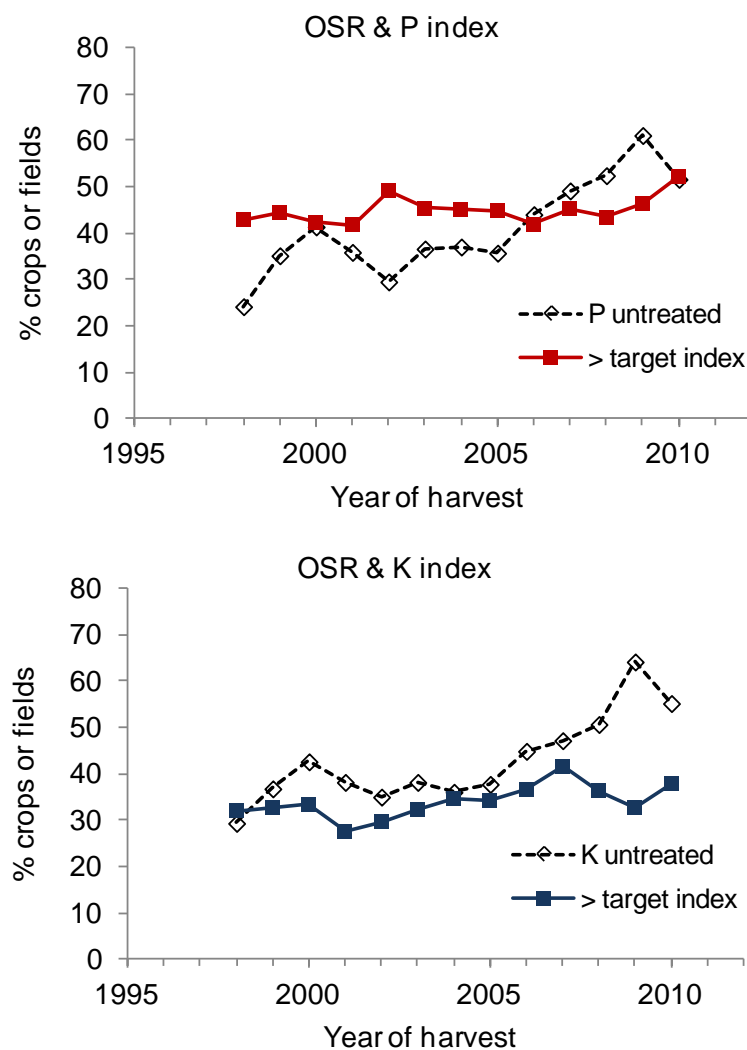 OSR & P index
80
70
60
50
40
30
20
10
0
% crops or fields
P untreated
> target index
1995 2000 2005 2010
Year of harvest
OSR & K index
80
70
60
50
40
30
20
10
0
% crops or fields
K untreated
> target index
1995 2000 2005 2010
Year of harvest